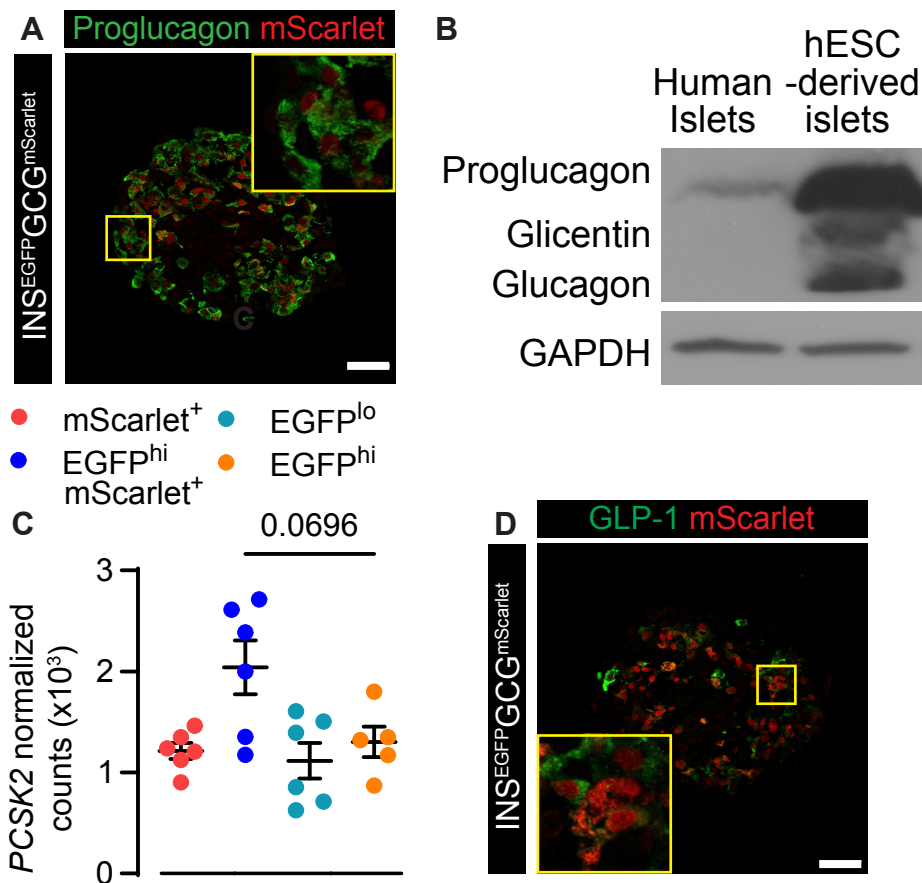 A
Proglucagon mScarlet
INS^EGFP GCG^mScarlet
G
B
Human
Islets
hESC
-derived
islets
Proglucagon
Glicentin
Glucagon
GAPDH
mScarlet⁺
EGFP^hi
mScarlet⁺
EGFP^lo
EGFP^hi
C
0.0696
PCSK2 normalized
counts (x10³)
3
2
1
0
D
GLP-1 mScarlet
INS^EGFP GCG^mScarlet